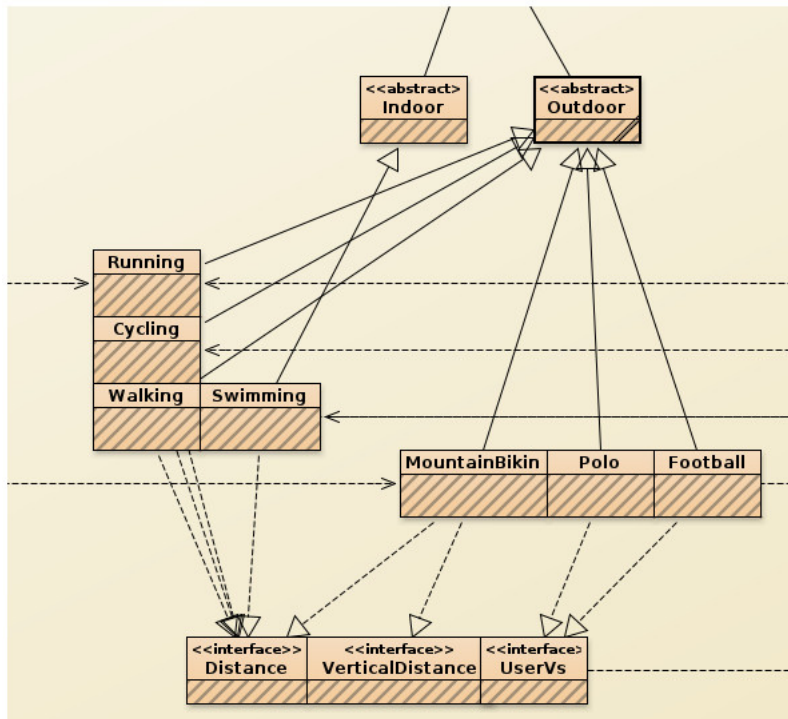 <<abstract>
Indoor
<<abstract>
Outdoor
Running
Cycling
Walking
Swimming
MountainBikin
Polo
Football
<<interface>>
Distance
<<interface>>
VerticalDistance
<<interface>
UserVs